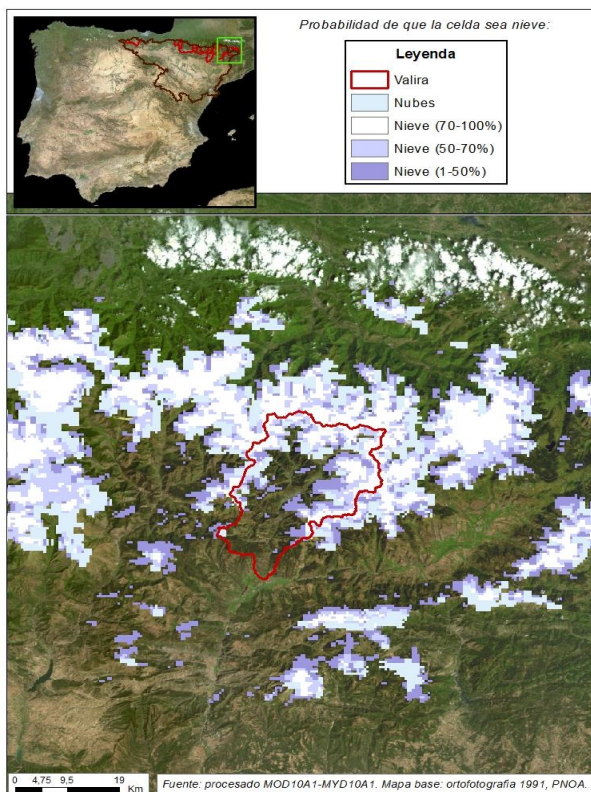 Probabilidad de que la celda sea nieve:
Leyenda
Valira
Nubes
Nieve (70-100%)
Nieve (50-70%)
Nieve (1-50%)
0 4,75 9,5 19
Km
Fuente: procesado MOD10A1-MYD10A1. Mapa base: ortofotografia 1991, PNOA.